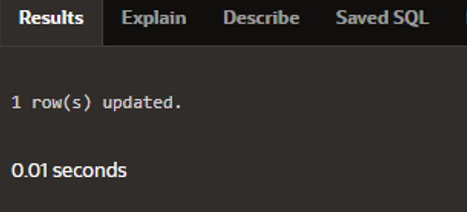 Results Explain Describe Saved SQL
1 row(s) updated.
0.01 seconds